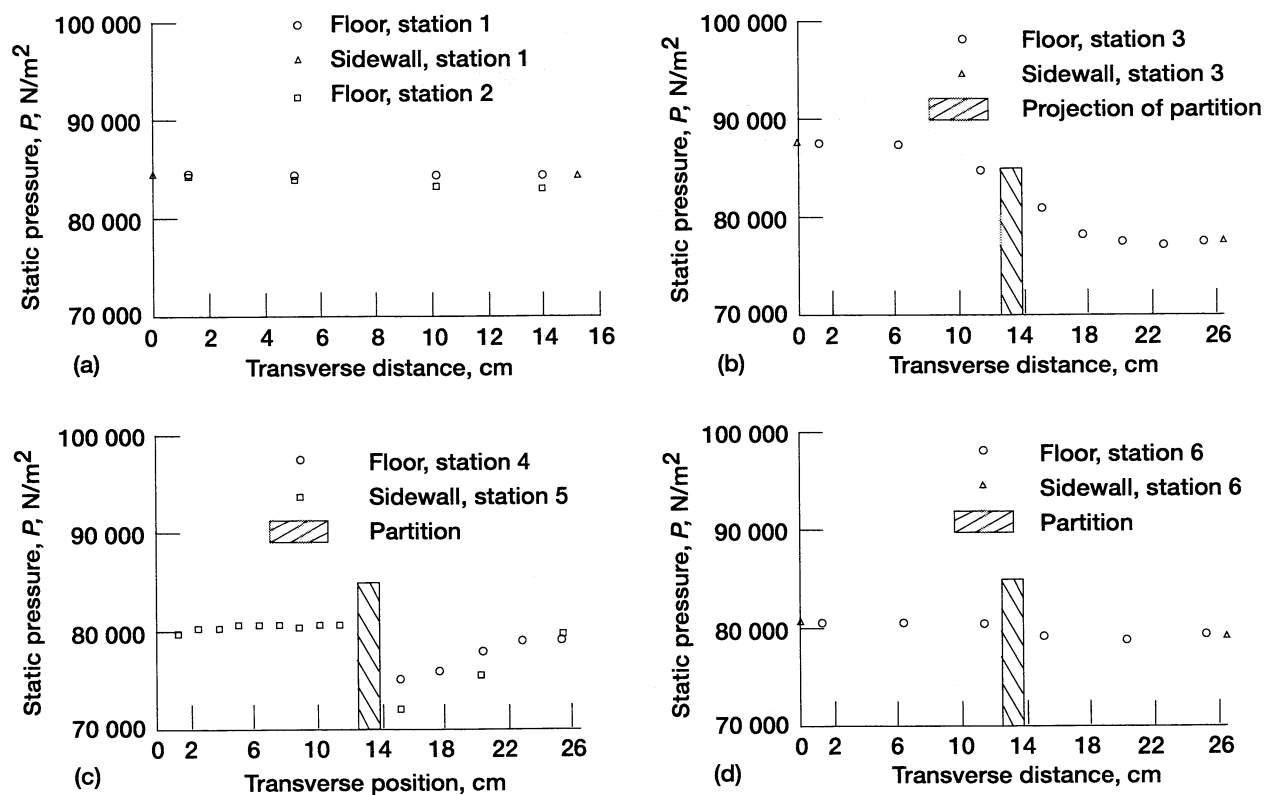 100 000
90 000
80 000
70 000
Static pressure, P, N/m2
Floor, station 1
Sidewall, station 1
Floor, station 2
0 2 4 6 8 10 12 14 16
(a)
Transverse distance, cm
100 000
90 000
80 000
70 000
Static pressure, P, N/m2
Floor, station 3
Sidewall, station 3
Projection of partition
0 2 6 10 14 18 22 26
(b)
Transverse distance, cm
100 000
90 000
80 000
70 000
Static pressure, P, N/m2
Floor, station 4
Sidewall, station 5
Partition
0 2 6 10 14 18 22 26
(c)
Transverse position, cm
100 000
90 000
80 000
70 000
Static pressure, P, N/m2
Floor, station 6
Sidewall, station 6
Partition
0 2 6 10 14 18 22 26
(d)
Transverse distance, cm